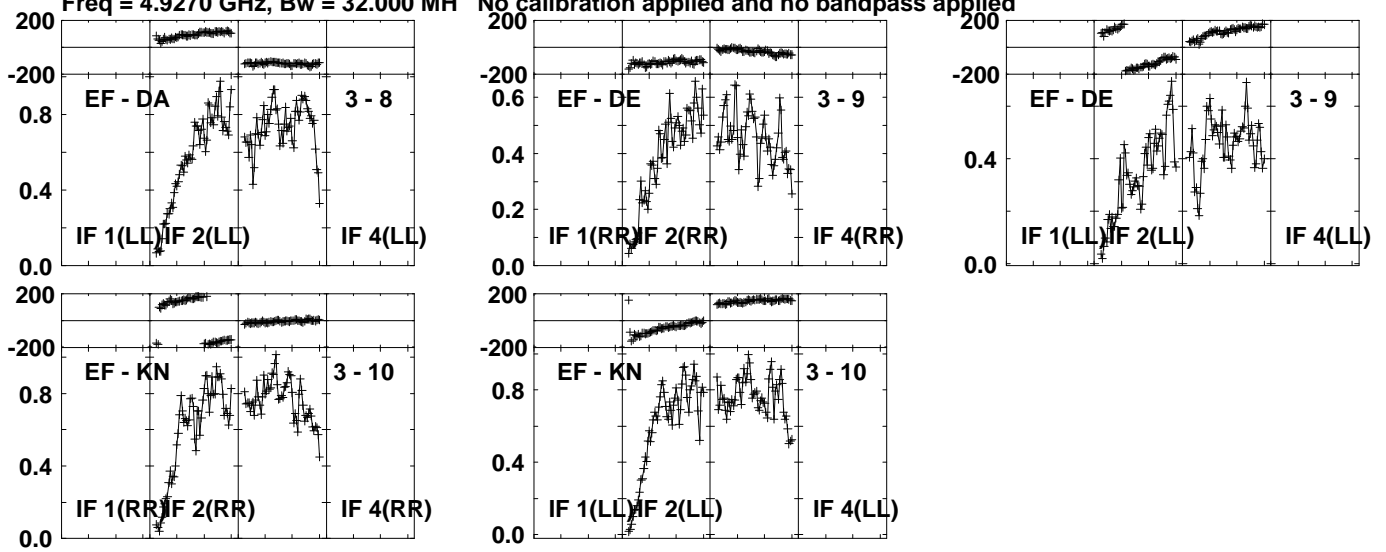 Freq = 4.9270 GHz, Bw = 32.000 MH No calibration applied and no bandpass applied
200
-200
EF - DA
3 - 8
0.8
0.4
0.0
IF 1(LL)
IF 2(LL)
IF 4(LL)
EF - DE
3 - 9
0.6
0.4
0.2
0.0
IF 1(RR)
IF 2(RR)
IF 4(RR)
200
-200
EF - DE
3 - 9
0.4
0.0
IF 1(LL)
IF 2(LL)
IF 4(LL)
200
-200
EF - KN
3 - 10
0.8
0.4
0.0
IF 1(RR)
IF 2(RR)
IF 4(RR)
200
-200
EF - KN
3 - 10
0.8
0.4
0.0
IF 1(LL)
IF 2(LL)
IF 4(LL)